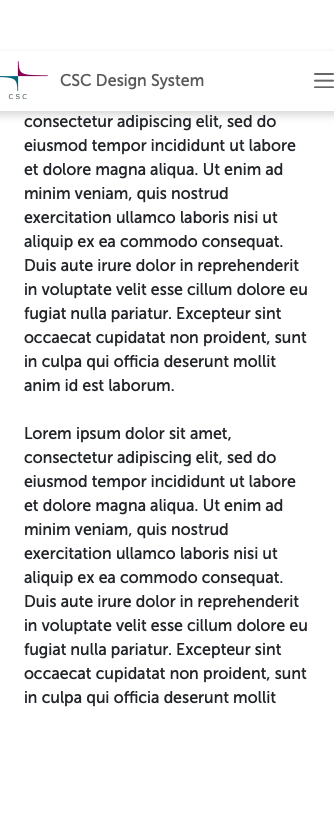 CSC
CSC Design System
consectetur adipiscing elit, sed do
eiusmod tempor incididunt ut labore
et dolore magna aliqua. Ut enim ad
minim veniam, quis nostrud
exercitation ullamco laboris nisi ut
aliquip ex ea commodo consequat.
Duis aute irure dolor in reprehenderit
in voluptate velit esse cillum dolore eu
fugiat nulla pariatur. Excepteur sint
occaecat cupidatat non proident, sunt
in culpa qui officia deserunt mollit
anim id est laborum.
Lorem ipsum dolor sit amet,
consectetur adipiscing elit, sed do
eiusmod tempor incididunt ut labore
et dolore magna aliqua. Ut enim ad
minim veniam, quis nostrud
exercitation ullamco laboris nisi ut
aliquip ex ea commodo consequat.
Duis aute irure dolor in reprehenderit
in voluptate velit esse cillum dolore eu
fugiat nulla pariatur. Excepteur sint
occaecat cupidatat non proident, sunt
in culpa qui officia deserunt mollit